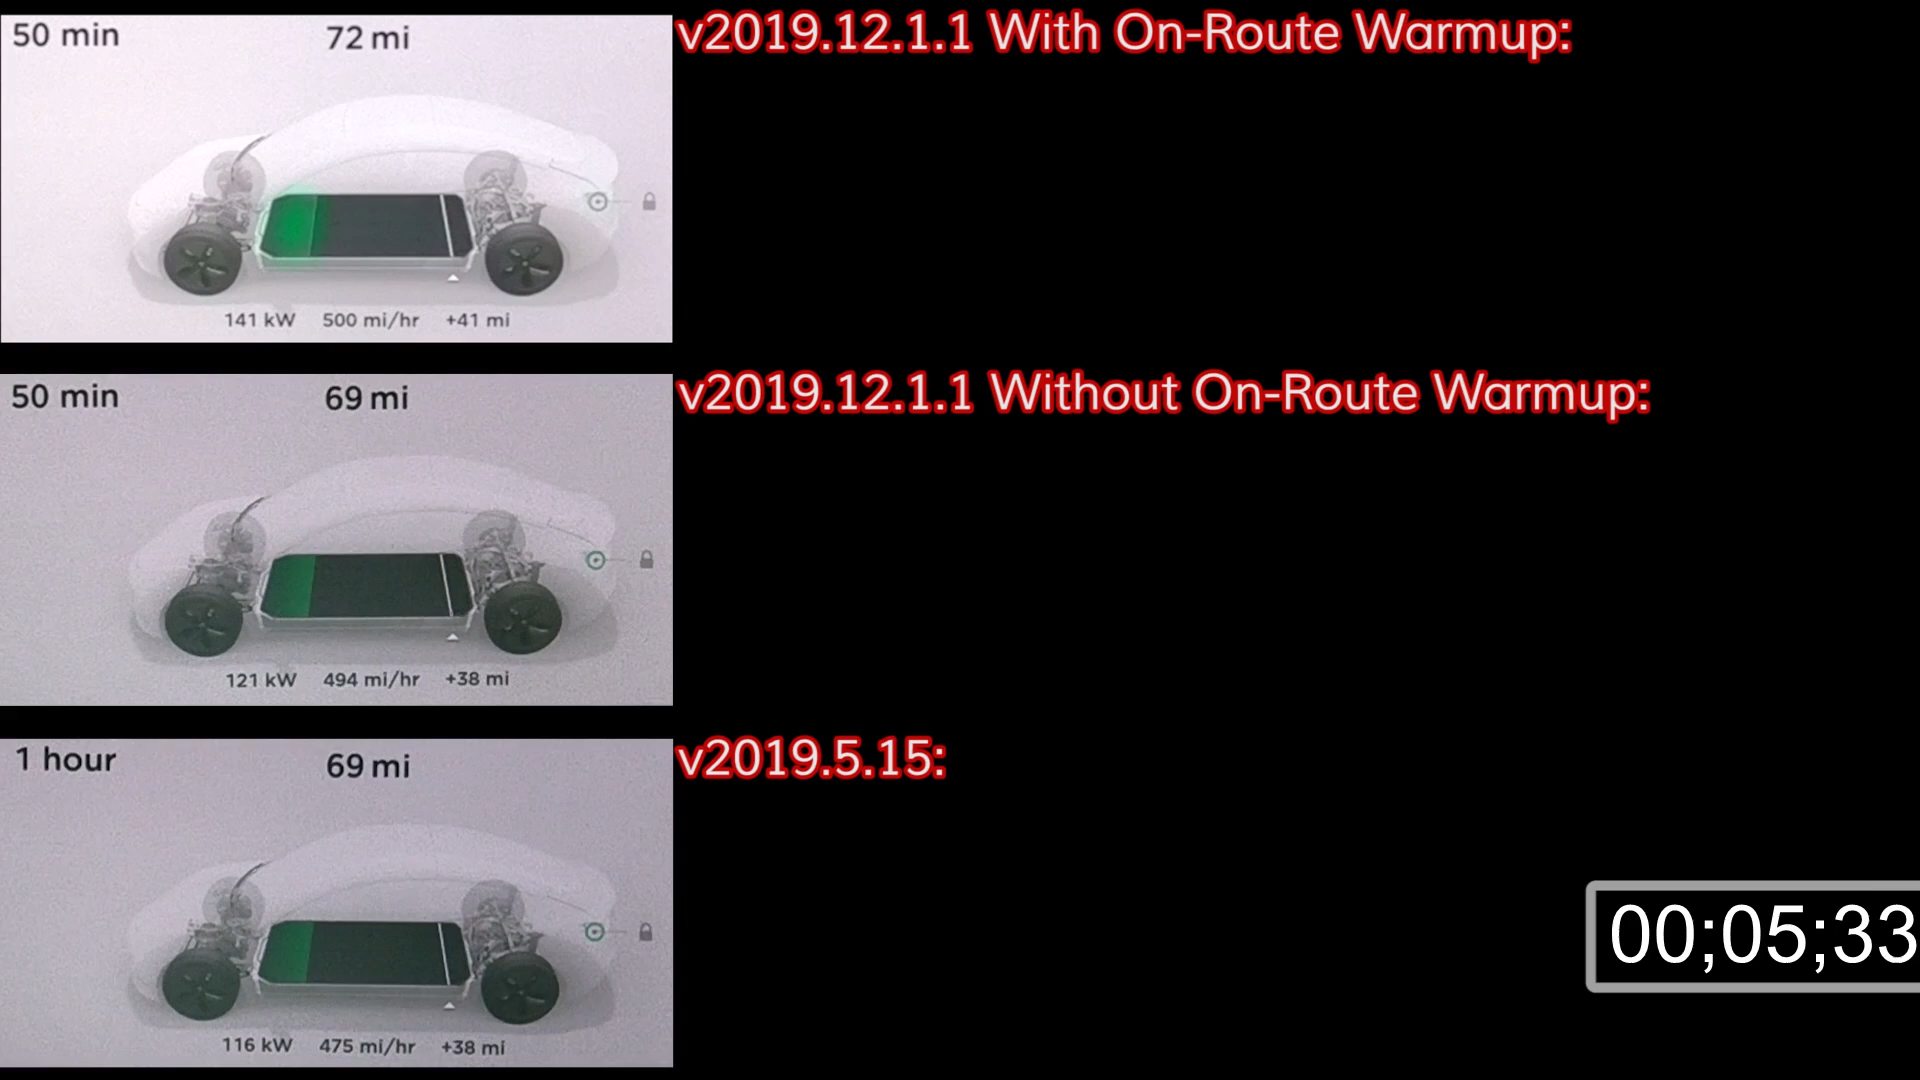 50 min 72 mi
v2019.12.1.1 With On-Route Warmup:
141 kW 500 mi/hr +41 mi
50 min 69 mi
v2019.12.1.1 Without On-Route Warmup:
121 kW 494 mi/hr +38 mi
1 hour 69 mi
v2019.5.15:
00;05;33
116 kW 475 mi/hr +38 mi